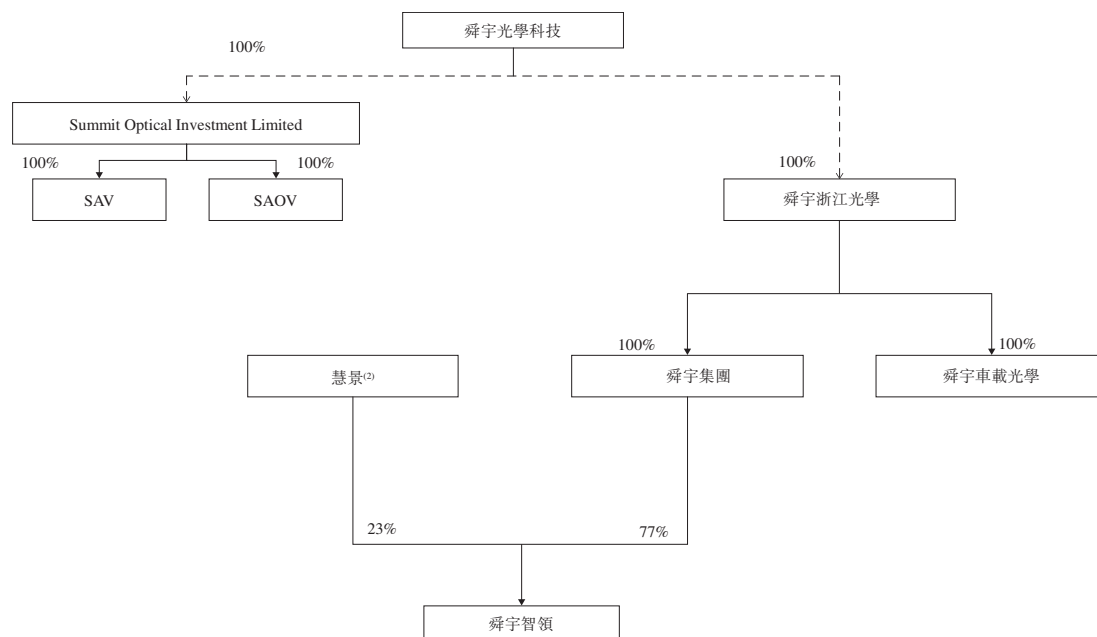 舜宇光學科技
100%
Summit Optical Investment Limited
100%
100%
100%
SAV
SAOV
舜宇浙江光學
100%
100%
慧景(2)
舜宇集團
舜宇車載光學
23%
77%
舜宇智領